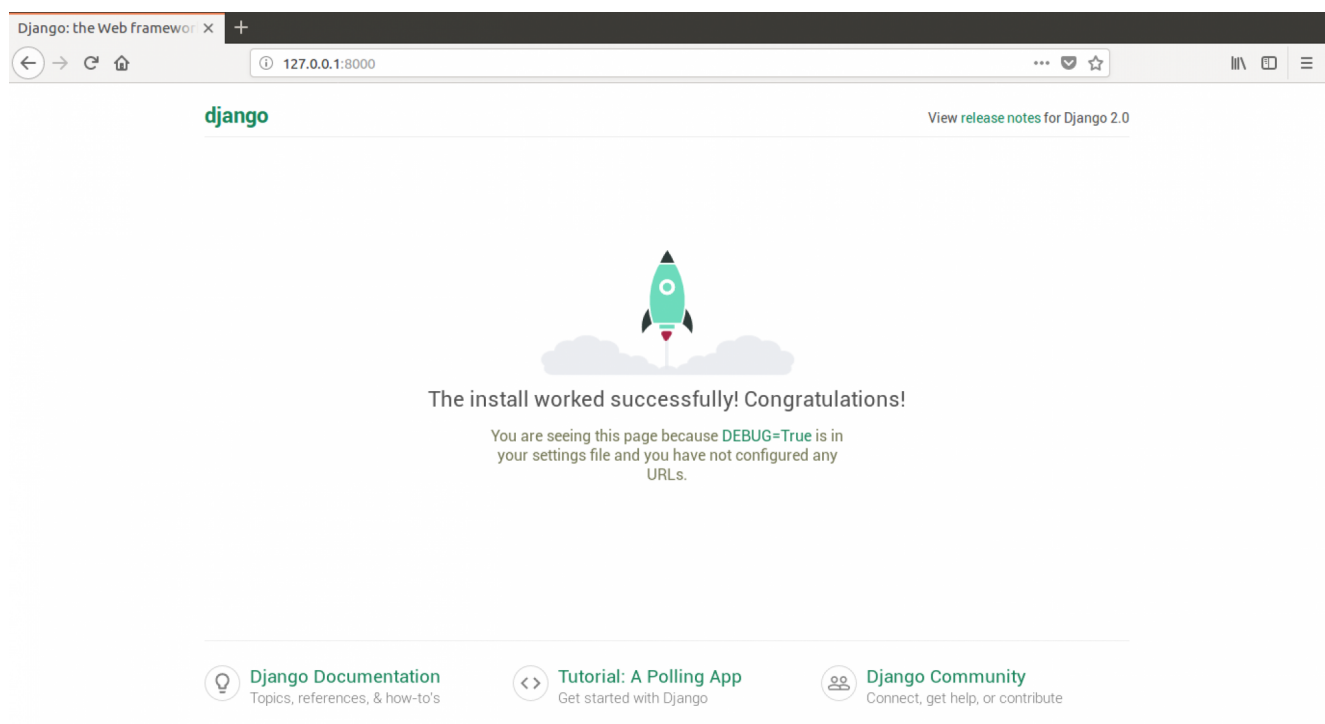 Django: the Web framewor
127.0.0.1:8000
django
View release notes for Django 2.0
The install worked successfully! Congratulations!
You are seeing this page because DEBUG=True is in
your settings file and you have not configured any
URLs.
Django Documentation
Topics, references, & how-to's
Tutorial: A Polling App
Get started with Django
Django Community
Connect, get help, or contribute